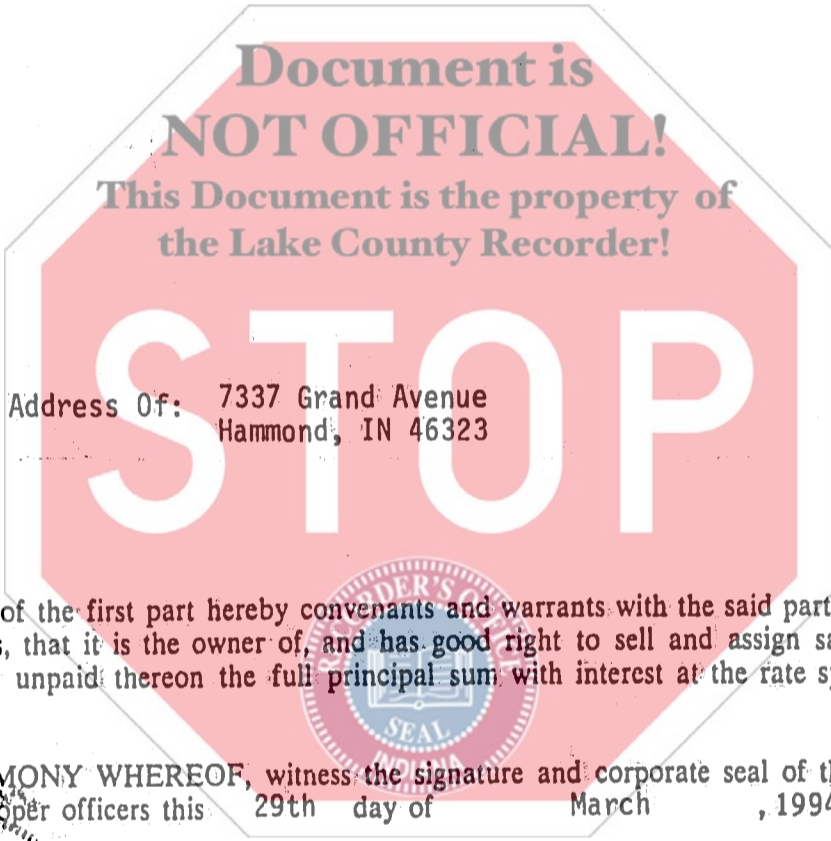 Document is
NOT OFFICIAL!
This Document is the property of
the Lake County Recorder!
STOP
Address Of: 7337 Grand Avenue
Hammond, IN 46323
of the first part hereby convenants and warrants with the said part
, that it is the owner of, and has good right to sell and assign sa
unpaid thereon the full principal sum with interest at the rate s
RECORDER'S OFFICE
SEAL
INDIANA
MONY WHEREOF, witness the signature and corporate seal of th
oper officers this 29th day of March , 1994